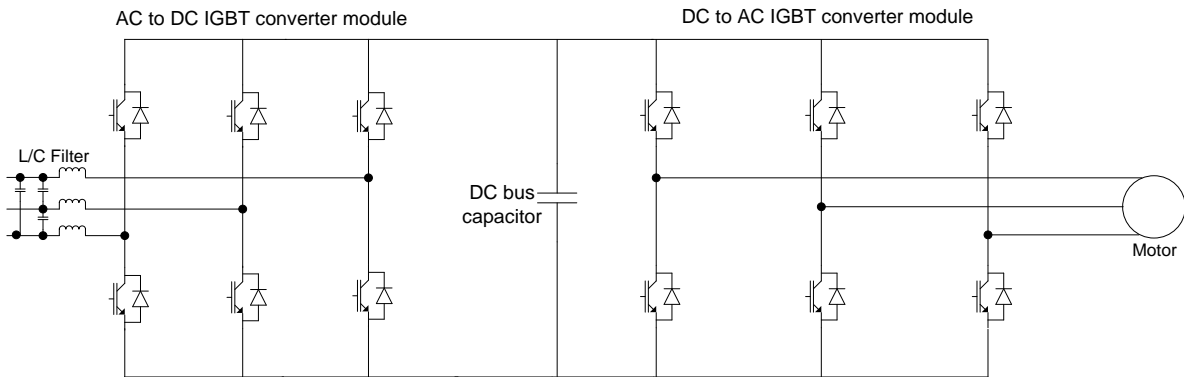 AC to DC IGBT converter module
DC to AC IGBT converter module
L/C Filter
DC bus
capacitor
Motor